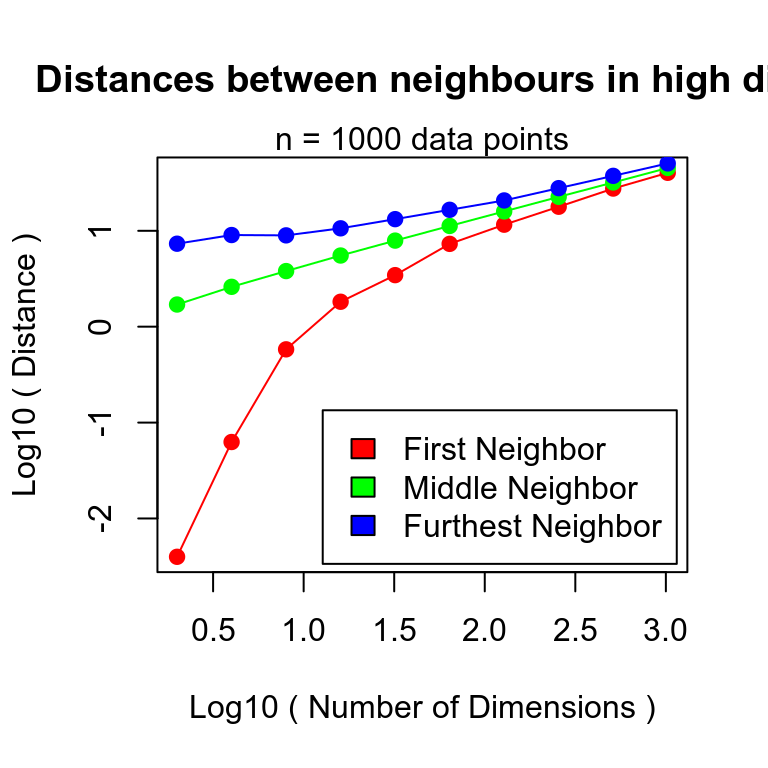 Distances between neighbours in high di
n = 1000 data points
Log10 ( Distance )
1
0
-1
-2
First Neighbor
Middle Neighbor
Furthest Neighbor
0.5 1.0 1.5 2.0 2.5 3.0
Log10 ( Number of Dimensions )